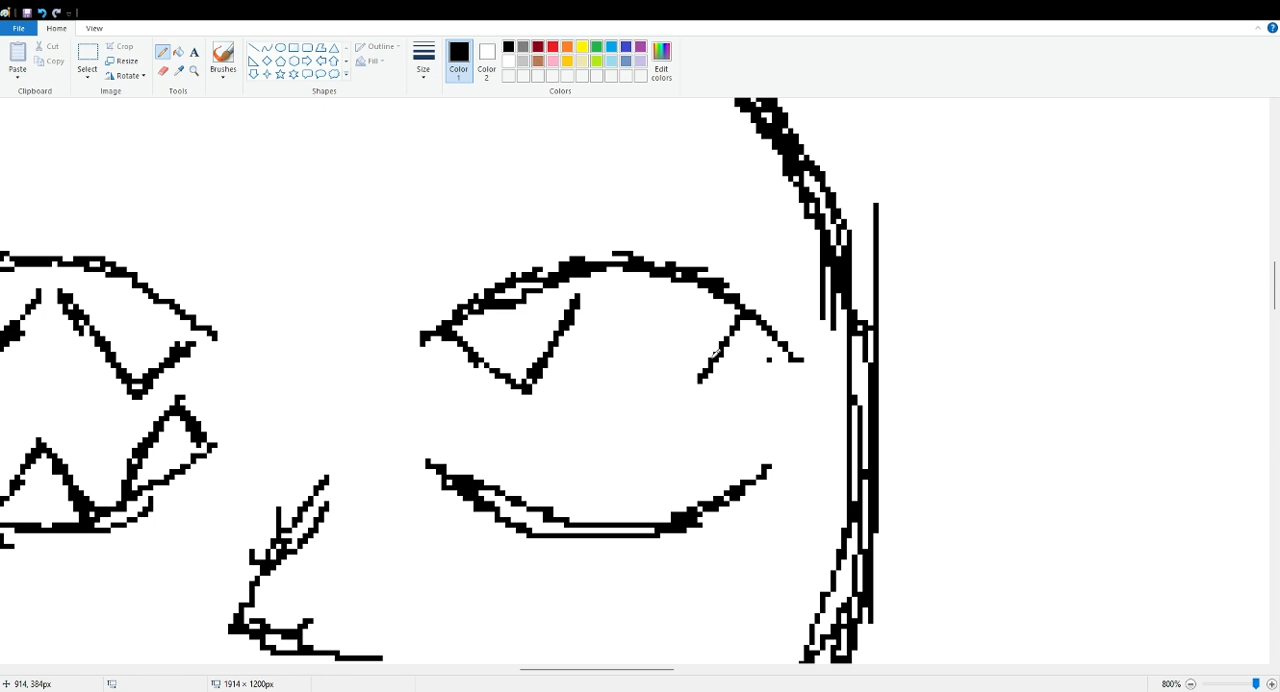 File Home View
Cut
Copy
Paste
Clipboard
Select
Crop
Resize
Rotate
Image
A
Tools
Brushes
Outline
Fill
Shapes
Size
Color 1
Color 2
Edit colors
Colors
914, 384px
1914 × 1200px
800%